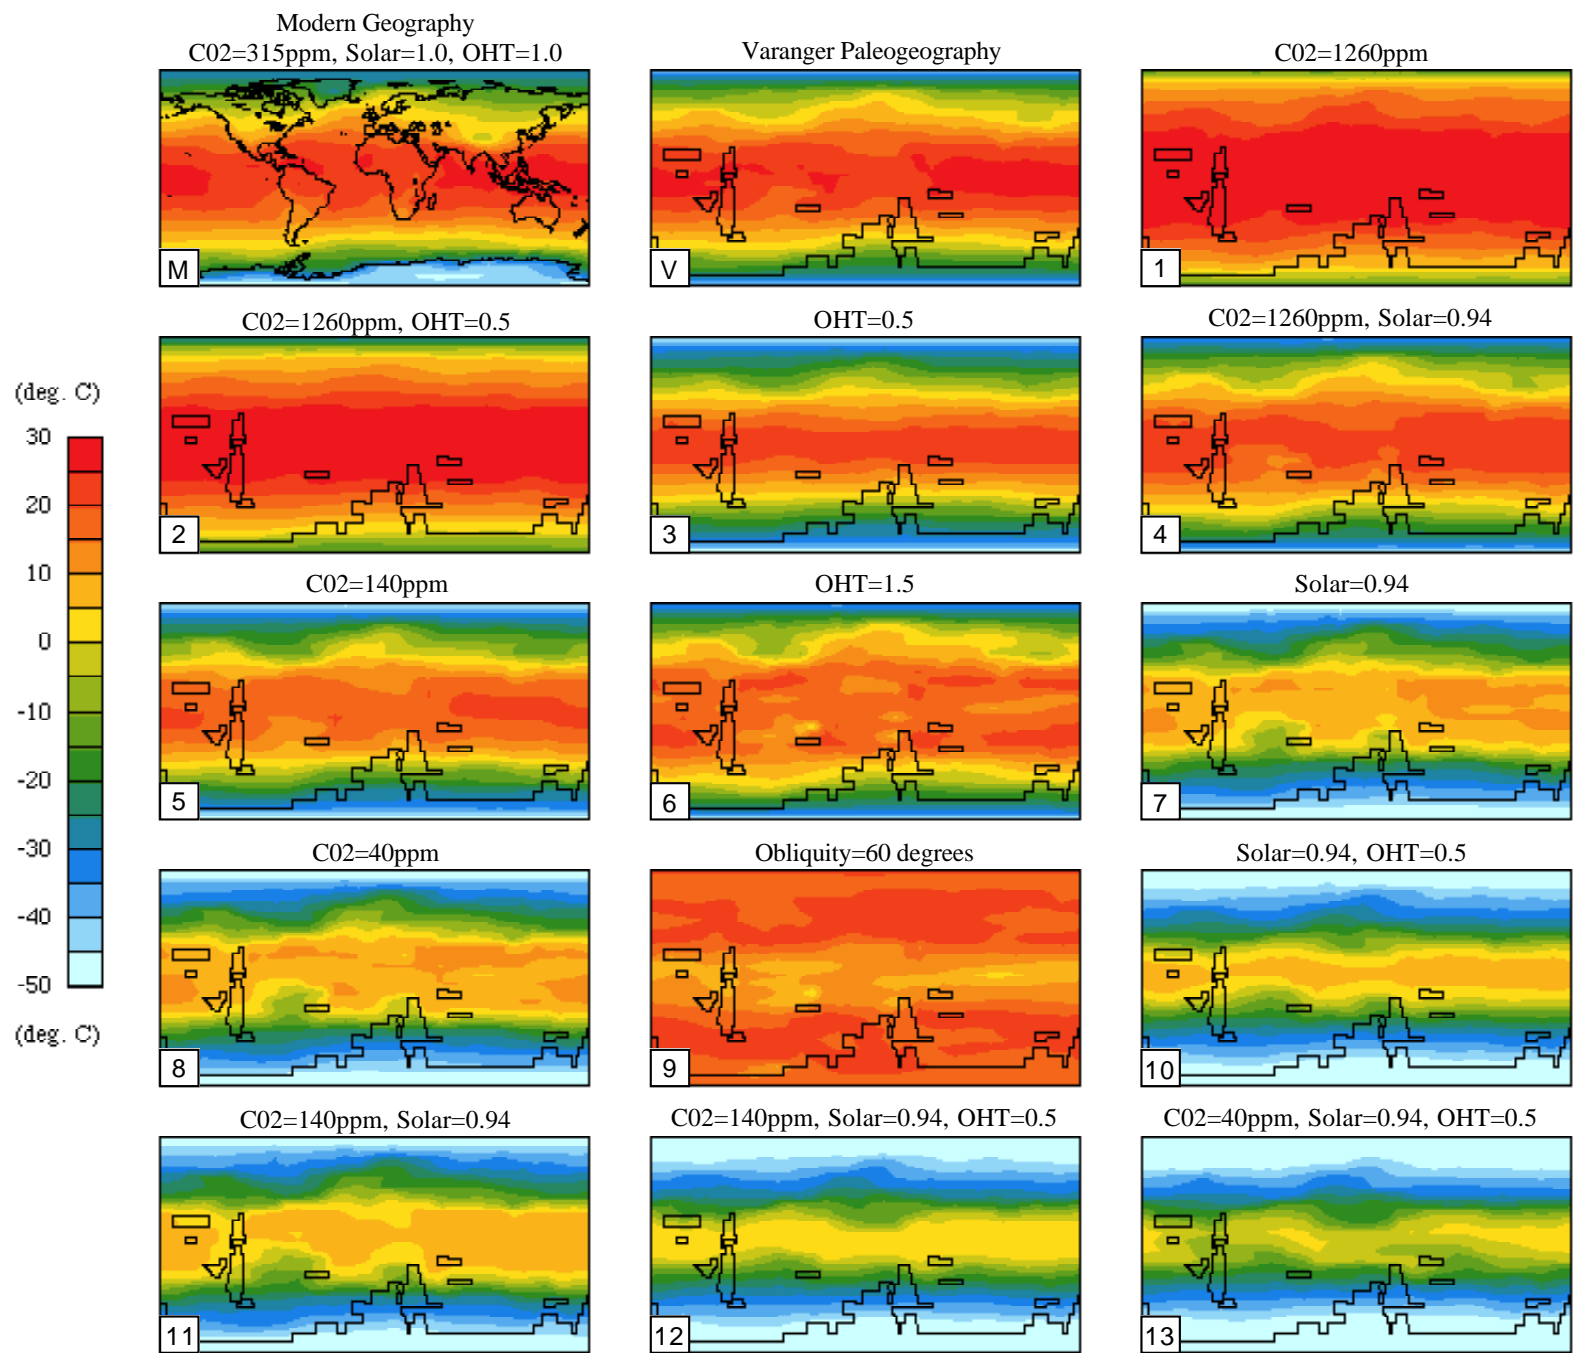 Modern Geography
C02=315ppm, Solar=1.0, OHT=1.0
Varanger Paleogeography
C02=1260ppm
M
V
1
C02=1260ppm, OHT=0.5
OHT=0.5
C02=1260ppm, Solar=0.94
2
3
4
(deg. C)
30
20
10
0
-10
-20
-30
-40
-50
(deg. C)
C02=140ppm
OHT=1.5
Solar=0.94
5
6
7
C02=40ppm
Obliquity=60 degrees
Solar=0.94, OHT=0.5
8
9
10
C02=140ppm, Solar=0.94
C02=140ppm, Solar=0.94, OHT=0.5
C02=40ppm, Solar=0.94, OHT=0.5
11
12
13